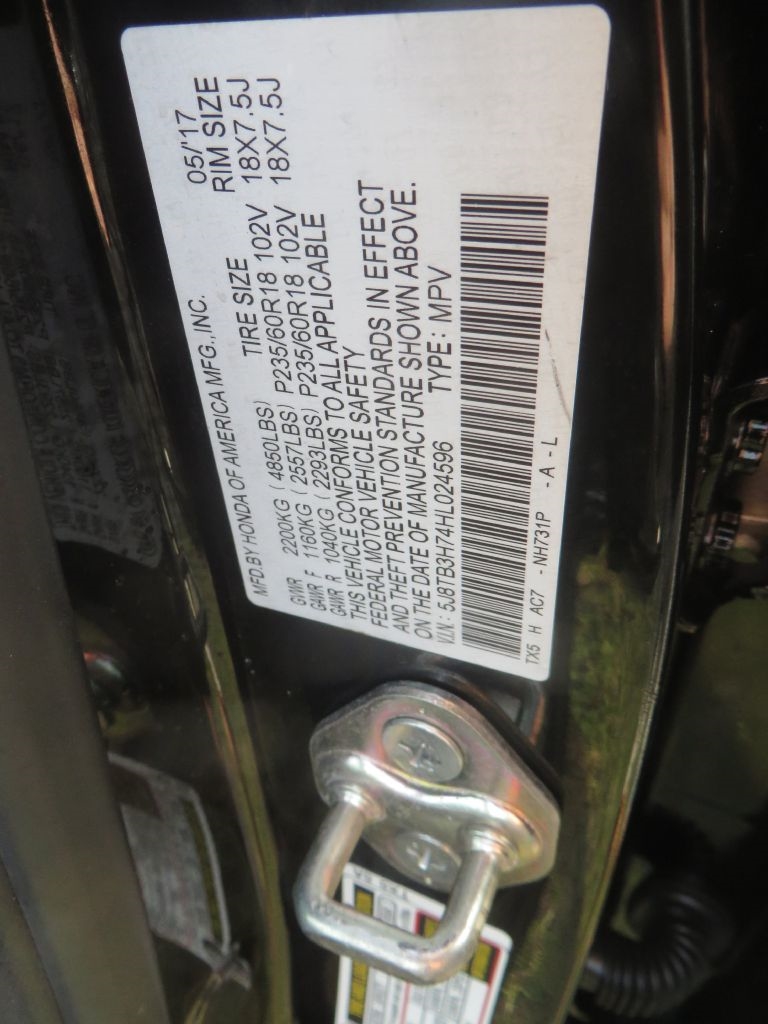 MFD.BY HONDA OF AMERICA MFG.,INC. 05/'17
TIRE SIZE RIM SIZE
GVWR 2200KG ( 4850LBS)
GAWR F 1160KG ( 2557LBS) P235/60R18 102V 18X7.5J
GAWR R 1040KG ( 2293LBS) P235/60R18 102V 18X7.5J
THIS VEHICLE CONFORMS TO ALL APPLICABLE
FEDERAL MOTOR VEHICLE SAFETY
AND THEFT PREVENTION STANDARDS IN EFFECT
ON THE DATE OF MANUFACTURE SHOWN ABOVE.
V.I.N.: 5J8TB3H74HL024596 TYPE: MPV
TX5 H AC7 - NH731P - A - L